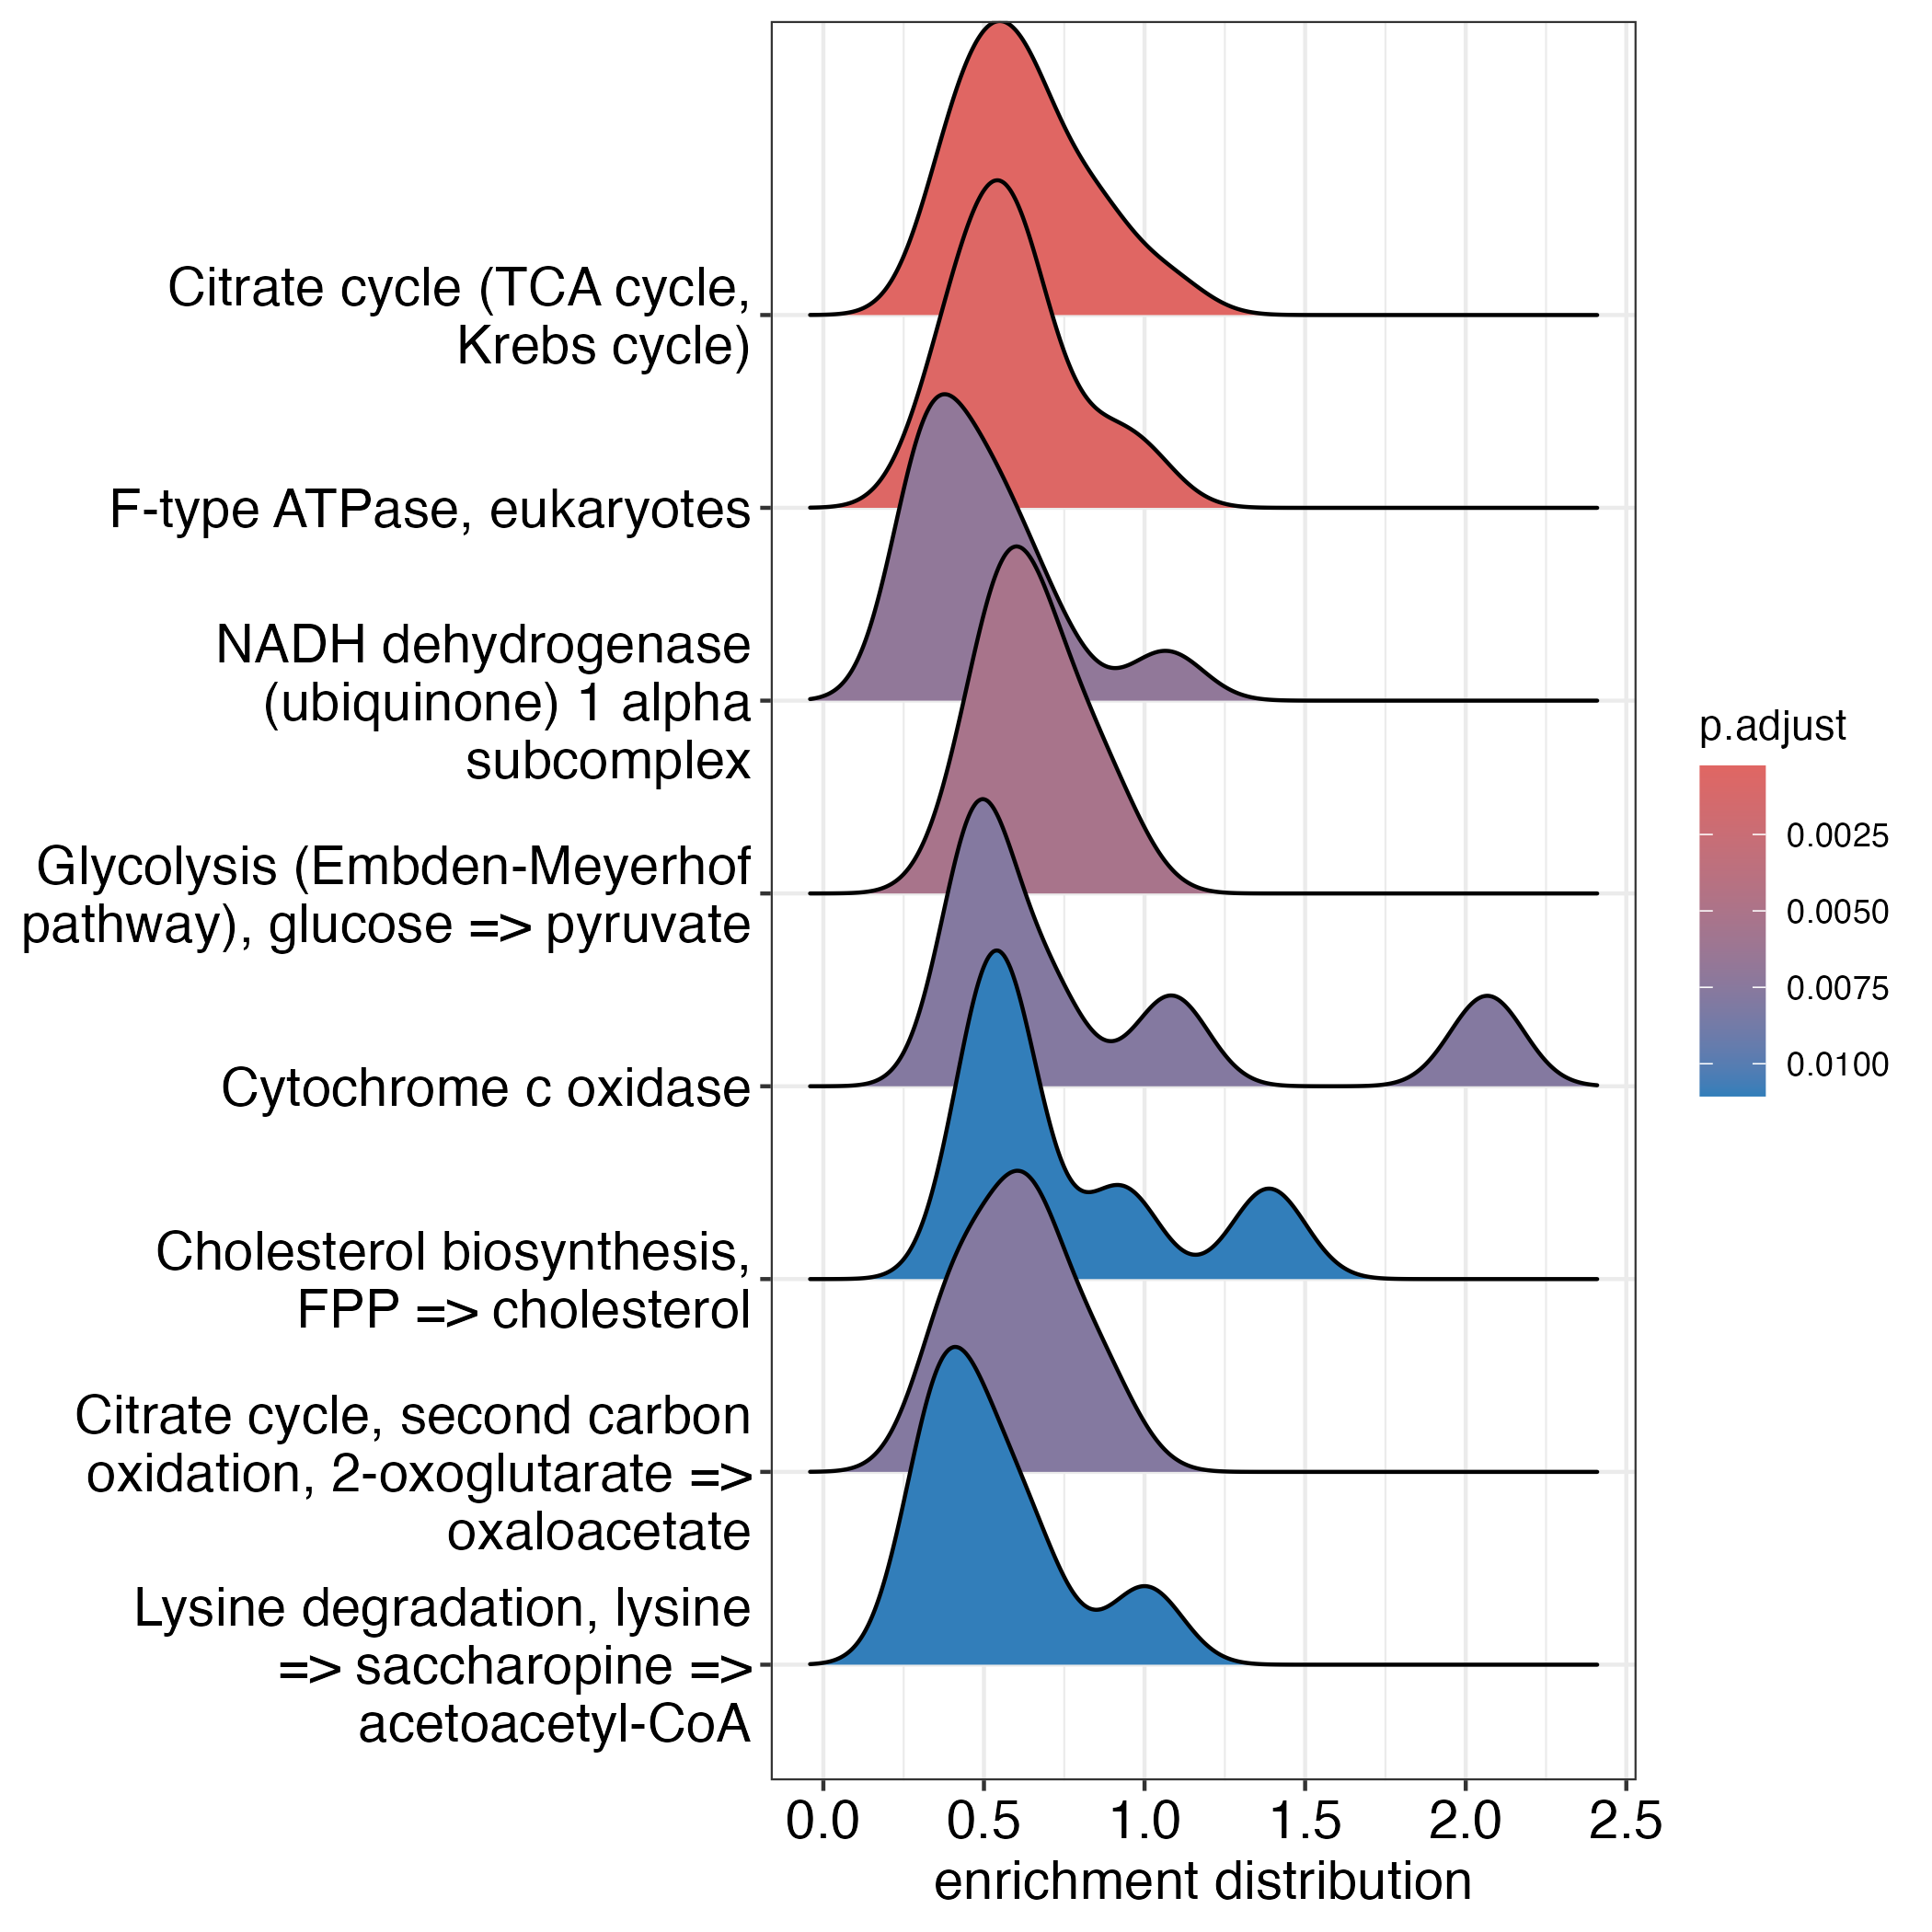 Citrate cycle (TCA cycle,
Krebs cycle)
F-type ATPase, eukaryotes
NADH dehydrogenase
(ubiquinone) 1 alpha
subcomplex
Glycolysis (Embden-Meyerhof
pathway), glucose => pyruvate
Cytochrome c oxidase
Cholesterol biosynthesis,
FPP => cholesterol
Citrate cycle, second carbon
oxidation, 2-oxoglutarate =>
oxaloacetate
Lysine degradation, lysine
=> saccharopine =>
acetoacetyl-CoA
0.0 0.5 1.0 1.5 2.0 2.5
enrichment distribution
p.adjust
0.0025
0.0050
0.0075
0.0100